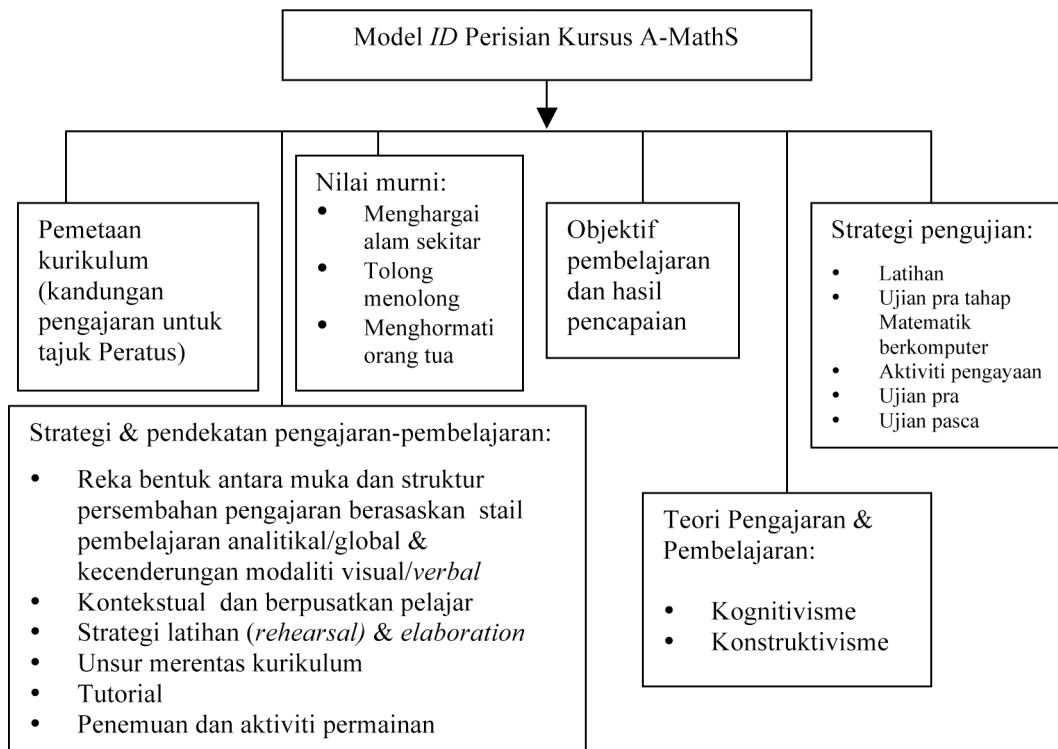 Model ID Perisian Kursus A-MathS
Pemetaan
kurikulum
(kandungan
pengajaran untuk
tajuk Peratus)
Nilai murni:
• Menghargai
alam sekitar
• Tolong
menolong
• Menghormati
orang tua
Objektif
pembelajaran
dan hasil
pencapaian
Strategi pengujian:
• Latihan
• Ujian pra tahap
Matematik
berkomputer
• Aktiviti pengayaan
• Ujian pra
• Ujian pasca
Strategi & pendekatan pengajaran-pembelajaran:
• Reka bentuk antara muka dan struktur
persembahan pengajaran berasaskan stail
pembelajaran analitikal/global &
kecenderungan modaliti visual/verbal
• Kontekstual dan berpusatkan pelajar
• Strategi latihan (rehearsal) & elaboration
• Unsur merentas kurikulum
• Tutorial
• Penemuan dan aktiviti permainan
Teori Pengajaran &
Pembelajaran:
• Kognitivisme
• Konstruktivisme